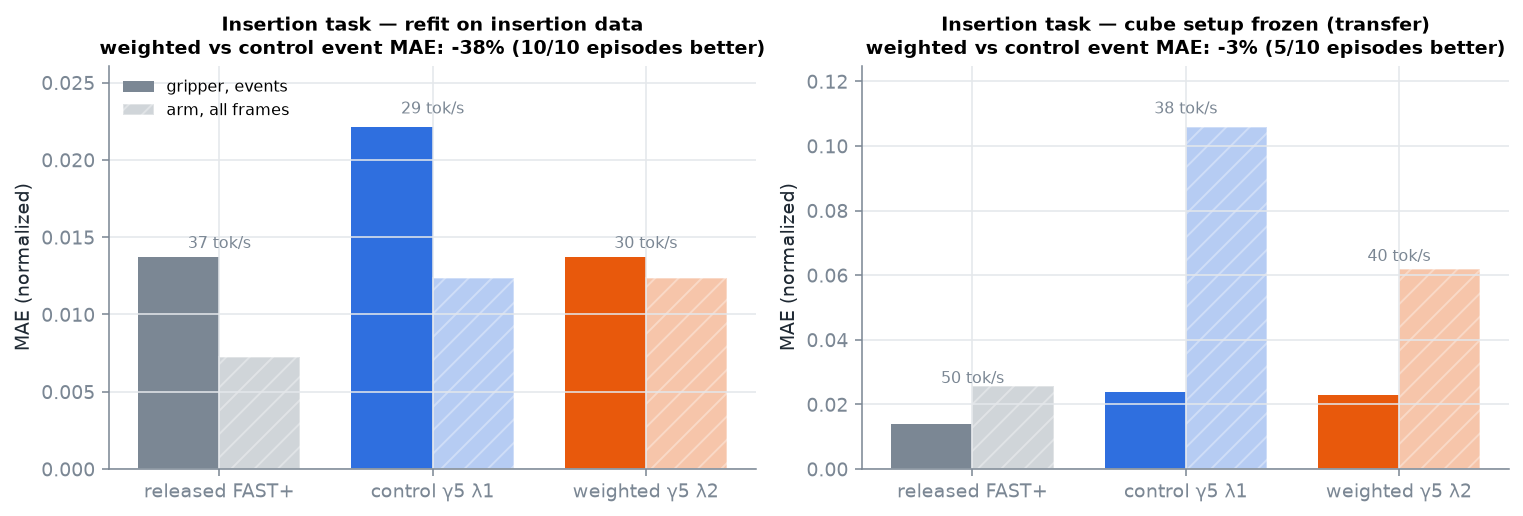 Insertion task — refit on insertion data
weighted vs control event MAE: -38% (10/10 episodes better)
MAE (normalized)
0.025
0.020
0.015
0.010
0.005
0.000
gripper, events
arm, all frames
37 tok/s
29 tok/s
30 tok/s
released FAST+
control γ5 λ1
weighted γ5 λ2
Insertion task — cube setup frozen (transfer)
weighted vs control event MAE: -3% (5/10 episodes better)
MAE (normalized)
0.12
0.10
0.08
0.06
0.04
0.02
0.00
50 tok/s
38 tok/s
40 tok/s
released FAST+
control γ5 λ1
weighted γ5 λ2